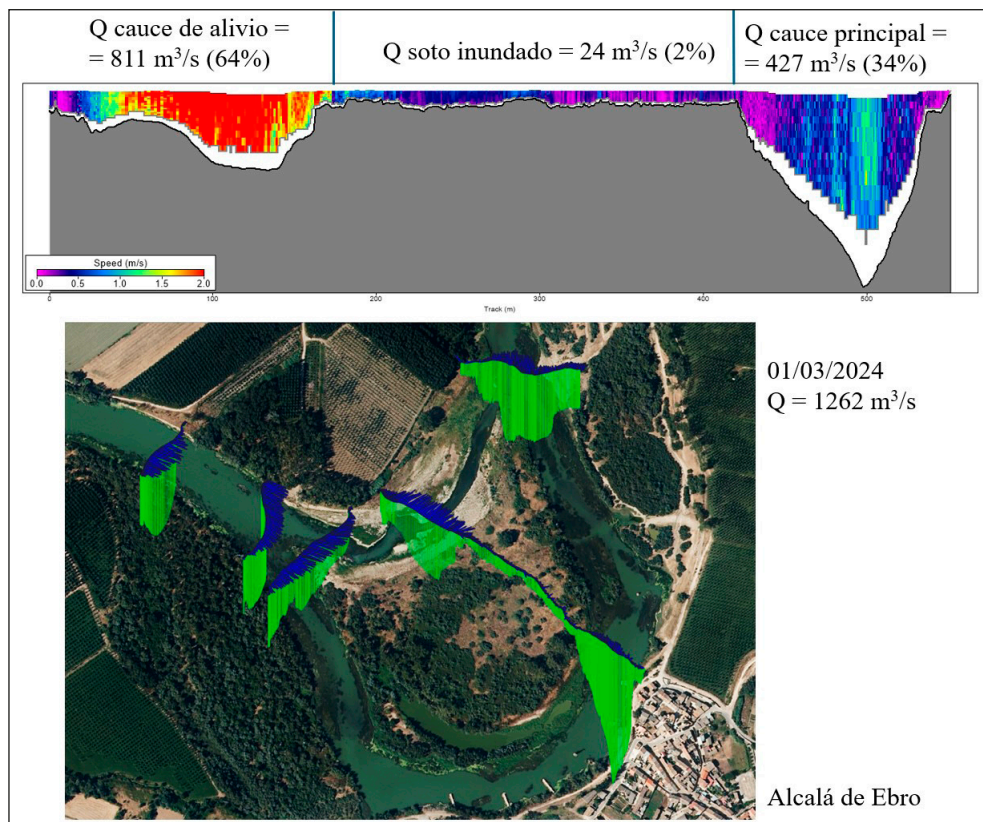 Q cauce de alivio =
= 811 m³/s (64%)
Q soto inundado = 24 m³/s (2%)
Q cauce principal =
= 427 m³/s (34%)
Speed (m/s)
0.0 0.5 1.0 1.5 2.0
0 100 200 300 400 500
Track (m)
01/03/2024
Q = 1262 m³/s
Alcalá de Ebro